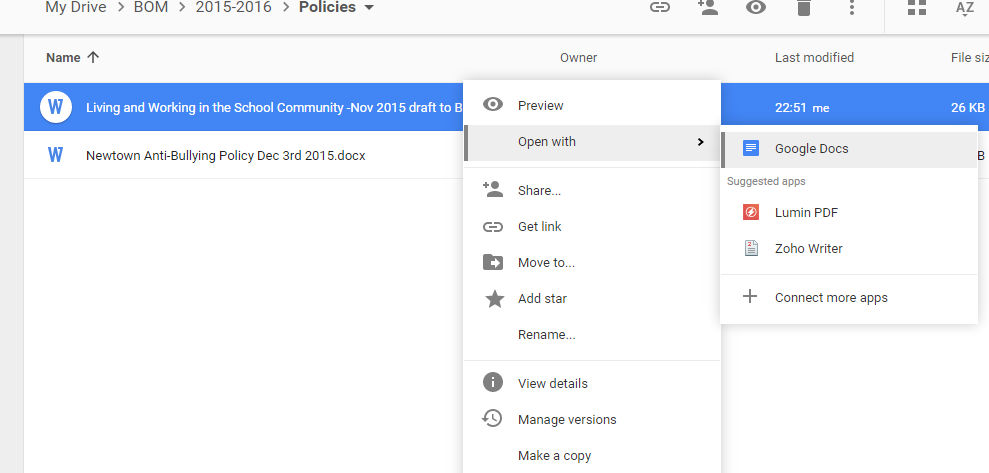 My Drive > BOM > 2015-2016 > Policies
AZ
Name Owner Last modified File siz
W Living and Working in the School Community -Nov 2015 draft to B 22:51 me 26 KB
W Newtown Anti-Bullying Policy Dec 3rd 2015.docx B
Preview
Open with
Share...
Get link
Move to...
Add star
Rename...
View details
Manage versions
Make a copy
Google Docs
Suggested apps
Lumin PDF
Zoho Writer
Connect more apps